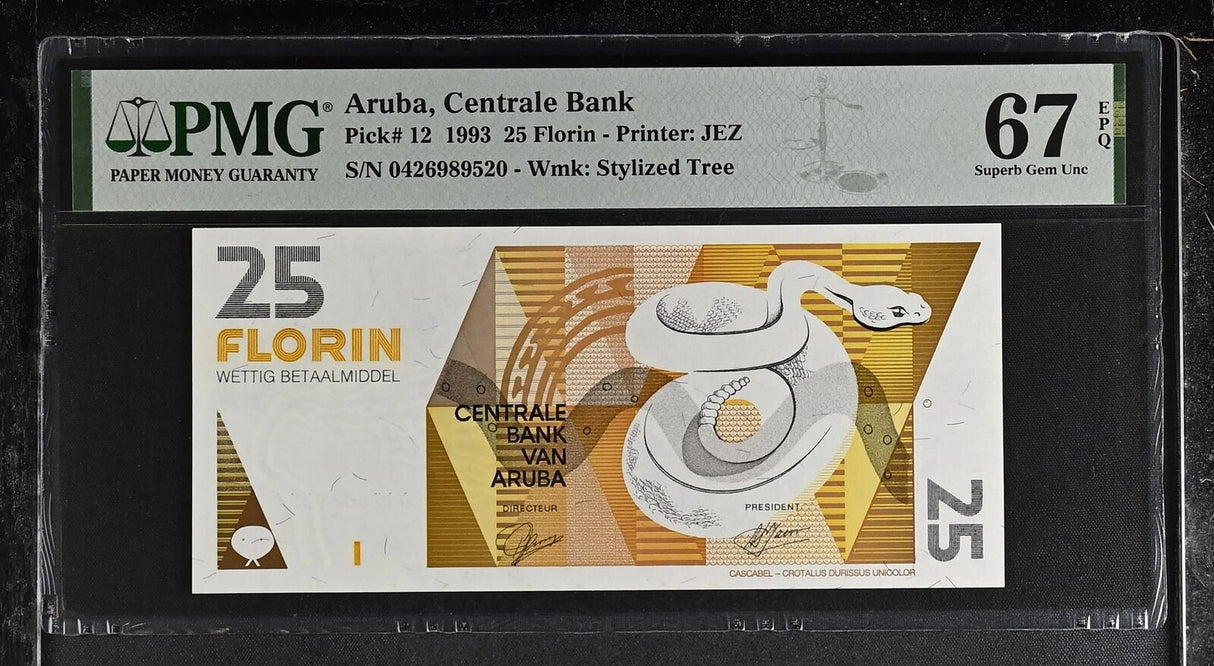 PMG®
PAPER MONEY GUARANTY
Aruba, Centrale Bank
Pick# 12 1993 25 Florin - Printer: JEZ
S/N 0426989520 - Wmk: Stylized Tree
67
EPQ
Superb Gem Unc
25
FLORIN
WETTIG BETAALMIDDEL
CENTRALE
BANK
VAN
ARUBA
DIRECTEUR
PRESIDENT
CASCABEL – CROTALUS DURISSUS UNICOLOR
25